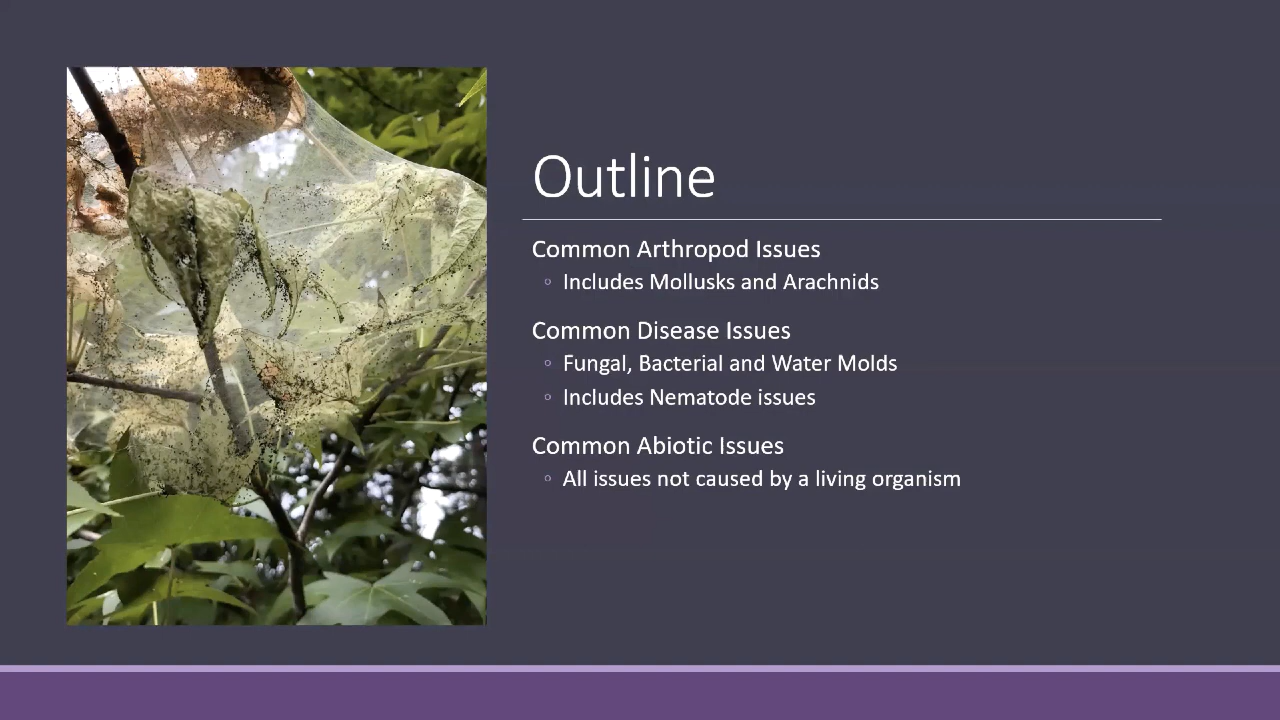 Outline
Common Arthropod Issues
Includes Mollusks and Arachnids
Common Disease Issues
Fungal, Bacterial and Water Molds
Includes Nematode issues
Common Abiotic Issues
All issues not caused by a living organism